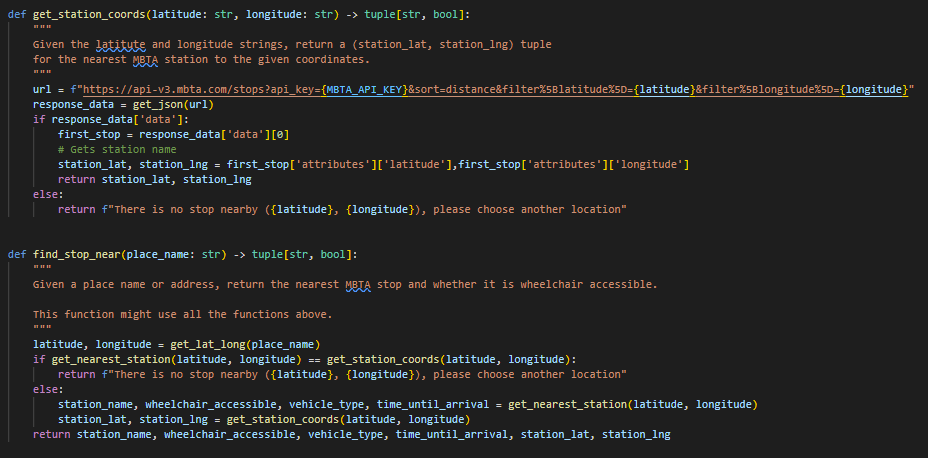 def get_station_coords(latitude: str, longitude: str) -> tuple[str, bool]:
    """
    Given the latitute and longitude strings, return a (station_lat, station_lng) tuple
    for the nearest MBTA station to the given coordinates.
    """
    url = f"https://api-v3.mbta.com/stops?api_key={MBTA_API_KEY}&sort=distance&filter%5Blatitude%5D={latitude}&filter%5Blongitude%5D={longitude}"
    response_data = get_json(url)
    if response_data['data']:
        first_stop = response_data['data'][0]
        # Gets station name
        station_lat, station_lng = first_stop['attributes']['latitude'],first_stop['attributes']['longitude']
        return station_lat, station_lng
    else:
        return f"There is no stop nearby ({latitude}, {longitude}), please choose another location"
def find_stop_near(place_name: str) -> tuple[str, bool]:
    """
    Given a place name or address, return the nearest MBTA stop and whether it is wheelchair accessible.
    This function might use all the functions above.
    """
    latitude, longitude = get_lat_long(place_name)
    if get_nearest_station(latitude, longitude) == get_station_coords(latitude, longitude):
        return f"There is no stop nearby ({latitude}, {longitude}), please choose another location"
    else:
        station_name, wheelchair_accessible, vehicle_type, time_until_arrival = get_nearest_station(latitude, longitude)
        station_lat, station_lng = get_station_coords(latitude, longitude)
    return station_name, wheelchair_accessible, vehicle_type, time_until_arrival, station_lat, station_lng